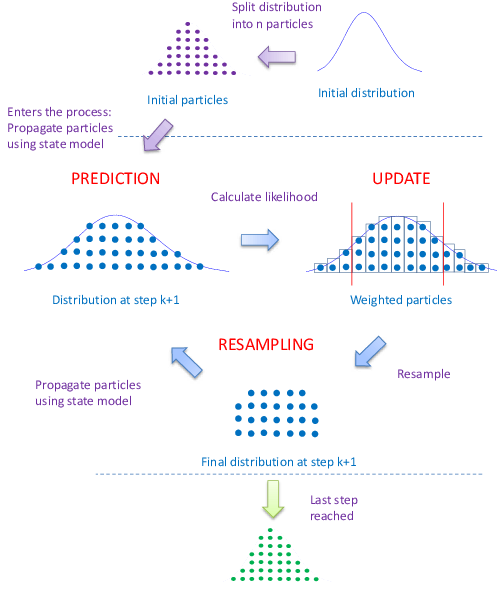 Split distribution
into n particles
Initial particles
Initial distribution
Enters the process:
Propagate particles
using state model
PREDICTION
UPDATE
Calculate likelihood
Distribution at step k+1
Weighted particles
RESAMPLING
Propagate particles
using state model
Resample
Final distribution at step k+1
Last step
reached